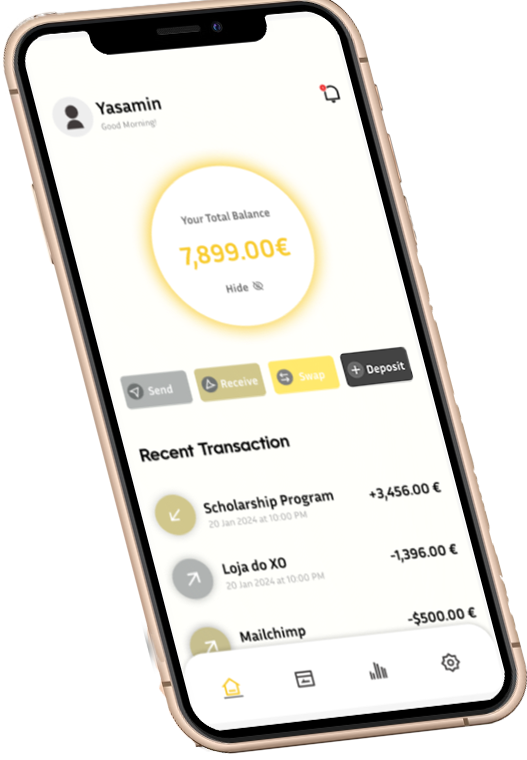 Yasamin
Good Morning!
Your Total Balance
7,899.00€
Hide
Send
Receive
Swap
Deposit
Recent Transaction
Scholarship Program
+3,456.00 €
20 Jan 2024 at 10:00 PM
Loja do XO
-1,396.00 €
20 Jan 2024 at 10:00 PM
Mailchimp
-$500.00 €